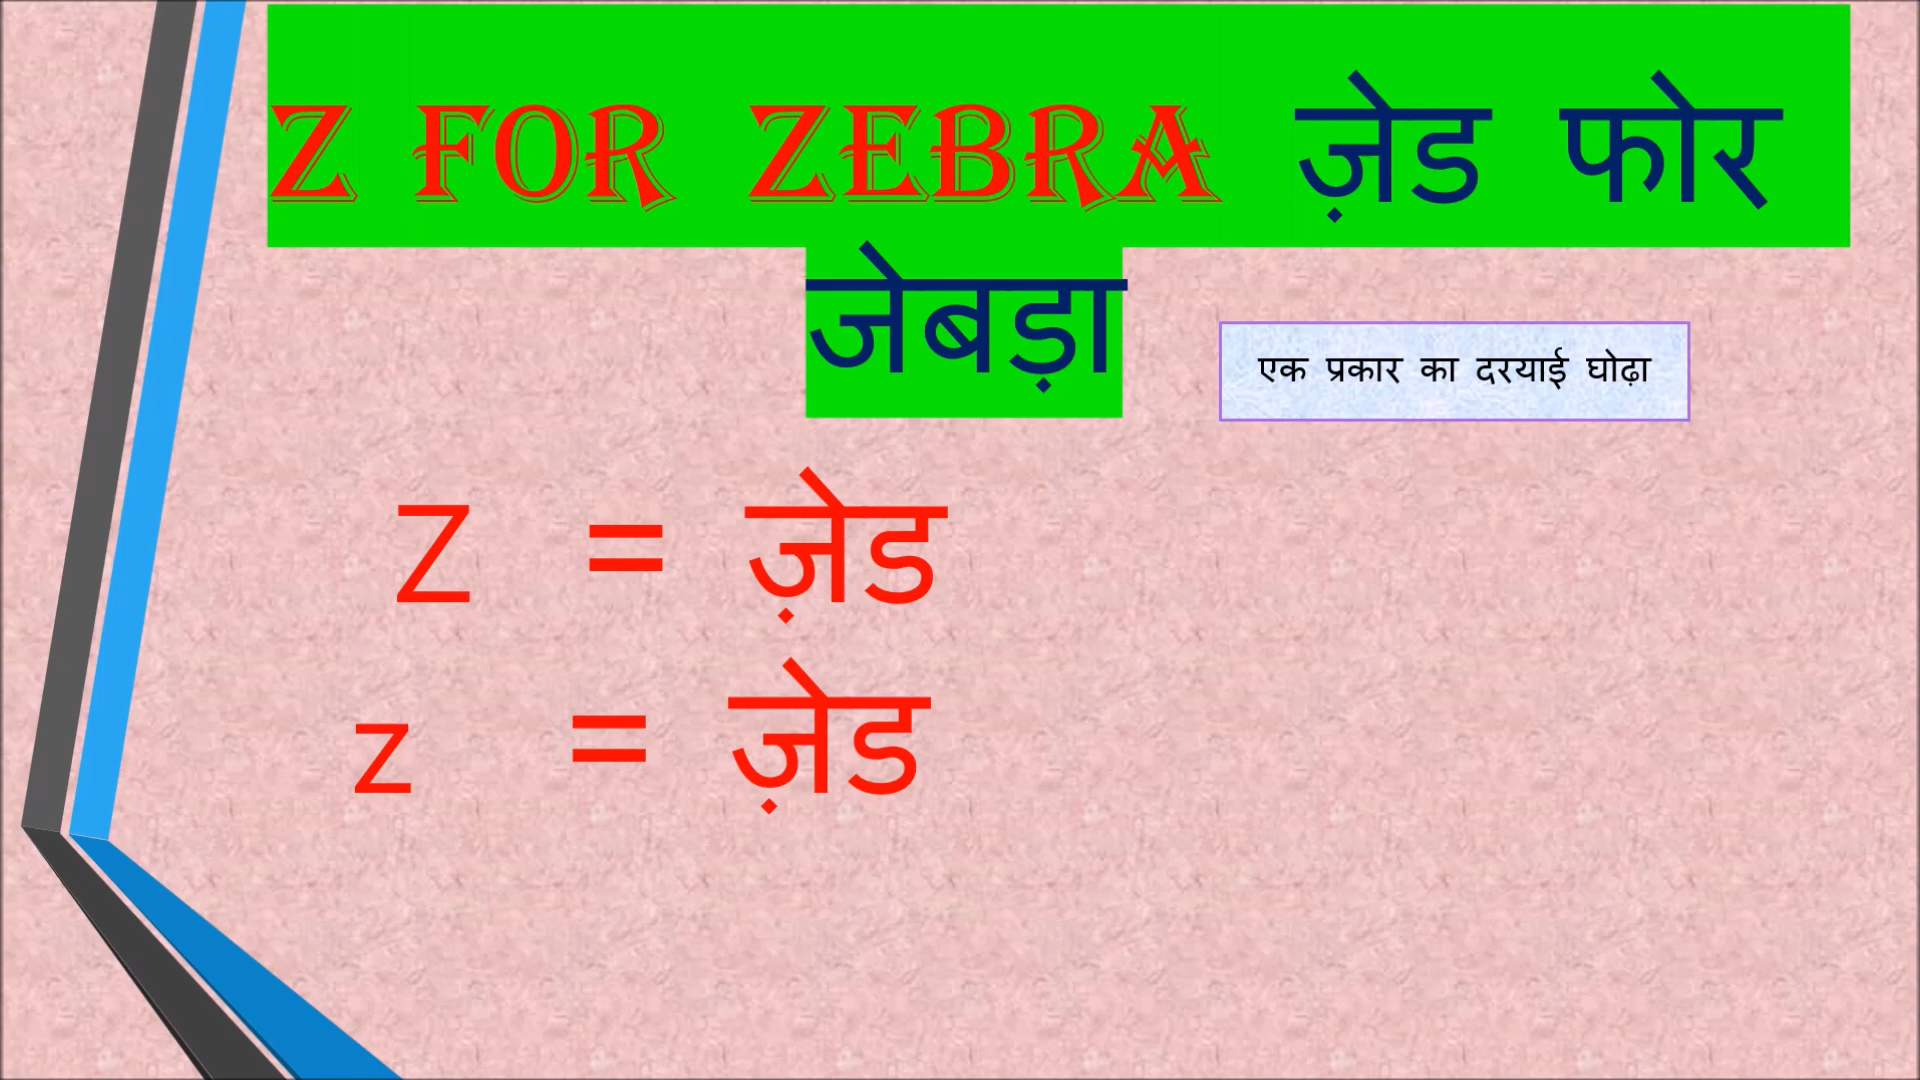 Z FOR ZEBRA ज़ेड फोर
जेबड़ा
एक प्रकार का दरयाई घोढ़ा
Z = ज़ेड
z = ज़ेड